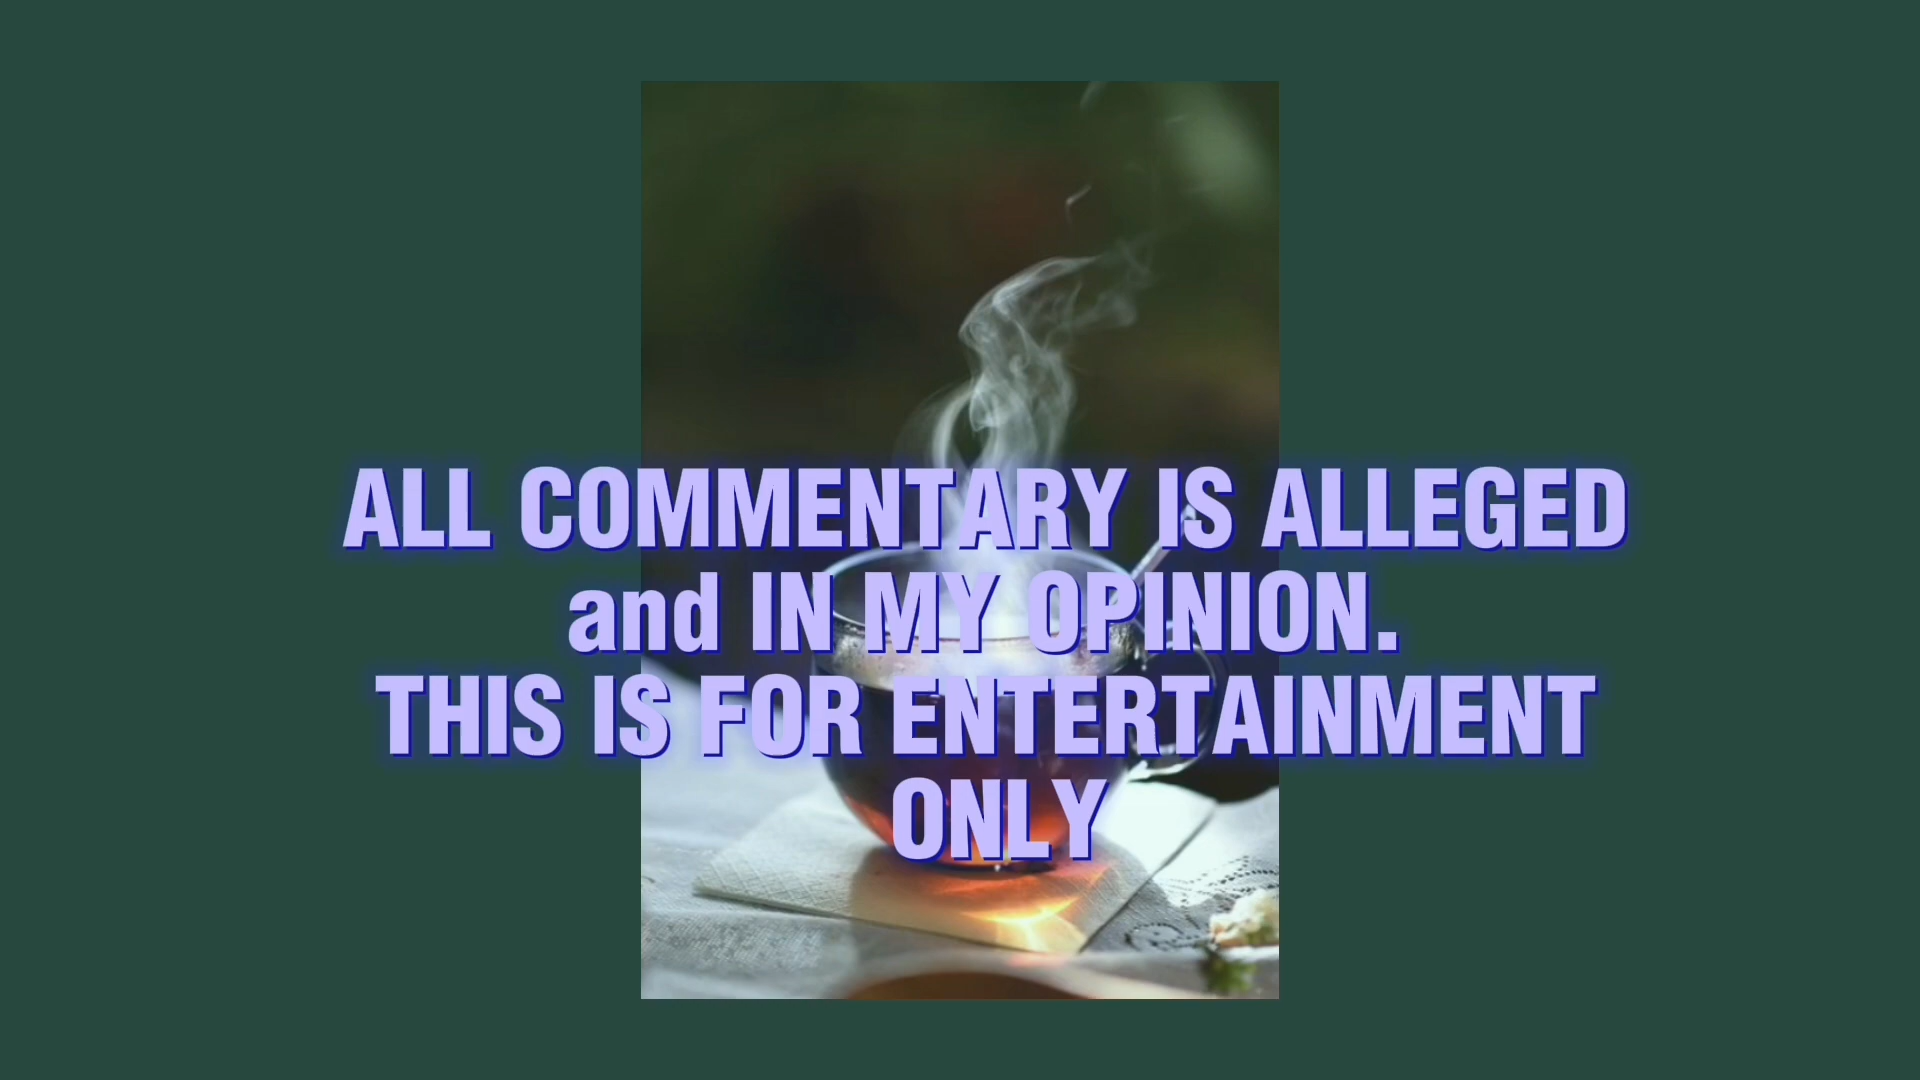 ALL COMMENTARY IS ALLEGED
and IN MY OPINION.
THIS IS FOR ENTERTAINMENT
ONLY